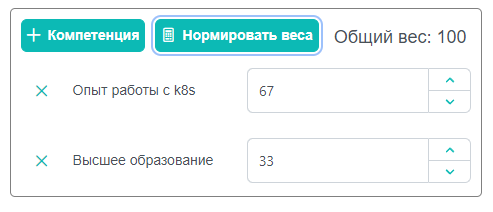 Компетенция Нормировать веса Общий вес: 100
Опыт работы с k8s 67
Высшее образование 33